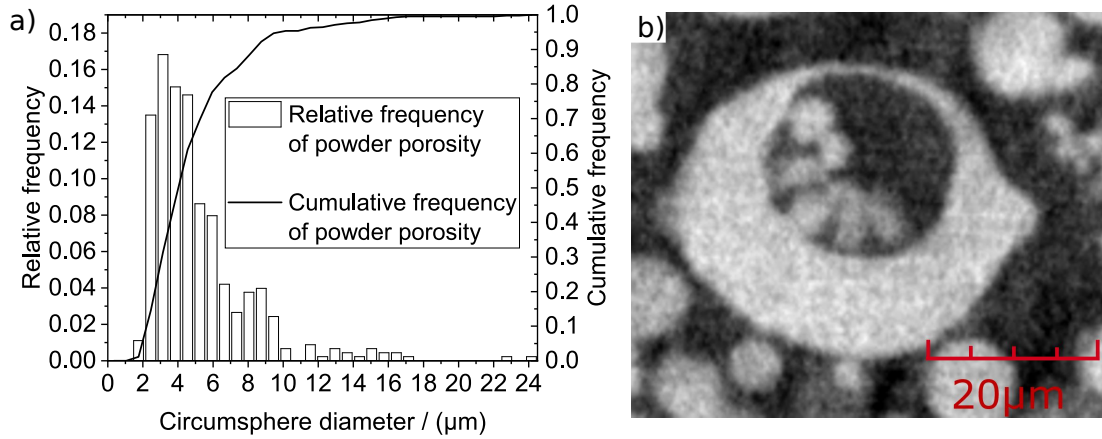 a)
0.18
0.16
0.14
0.12
0.10
0.08
0.06
0.04
0.02
0.00
Relative frequency
0 2 4 6 8 10 12 14 16 18 20 22 24
Circumsphere diameter / (μm)
Relative frequency
of powder porosity
Cumulative frequency
of powder porosity
1.0
0.9
0.8
0.7
0.6
0.5
0.4
0.3
0.2
0.1
0.0
Cumulative frequency
b)
20μm